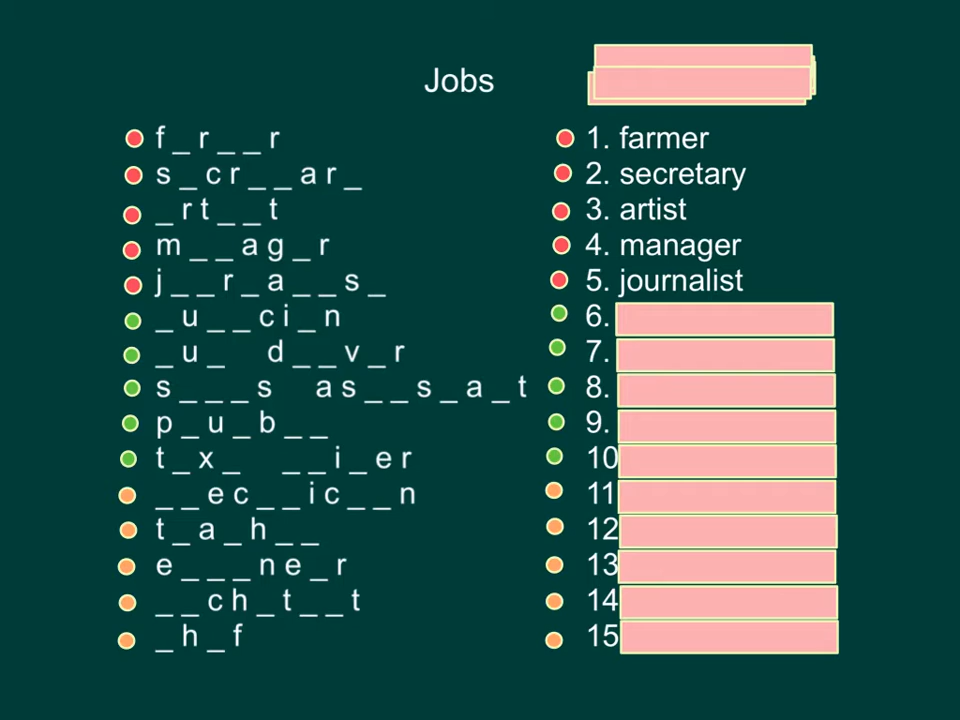 Jobs
f _ r _ _ r
s _ c r _ _ a r _
_ r t _ _ t
m _ _ a g _ r
j _ _ r _ a _ _ s _
_ u _ _ c i _ n
_ u _ d _ _ v _ r
s _ _ _ s a s _ _ s _ a _ t
p _ u _ b _ _
t _ x _ _ _ i _ e r
_ _ e c _ _ i c _ _ n
t _ a _ h _ _
e _ _ _ n e _ r
_ _ c h _ t _ _ t
_ h _ f
1. farmer
2. secretary
3. artist
4. manager
5. journalist
6.
7.
8.
9.
10
11
12
13
14
15